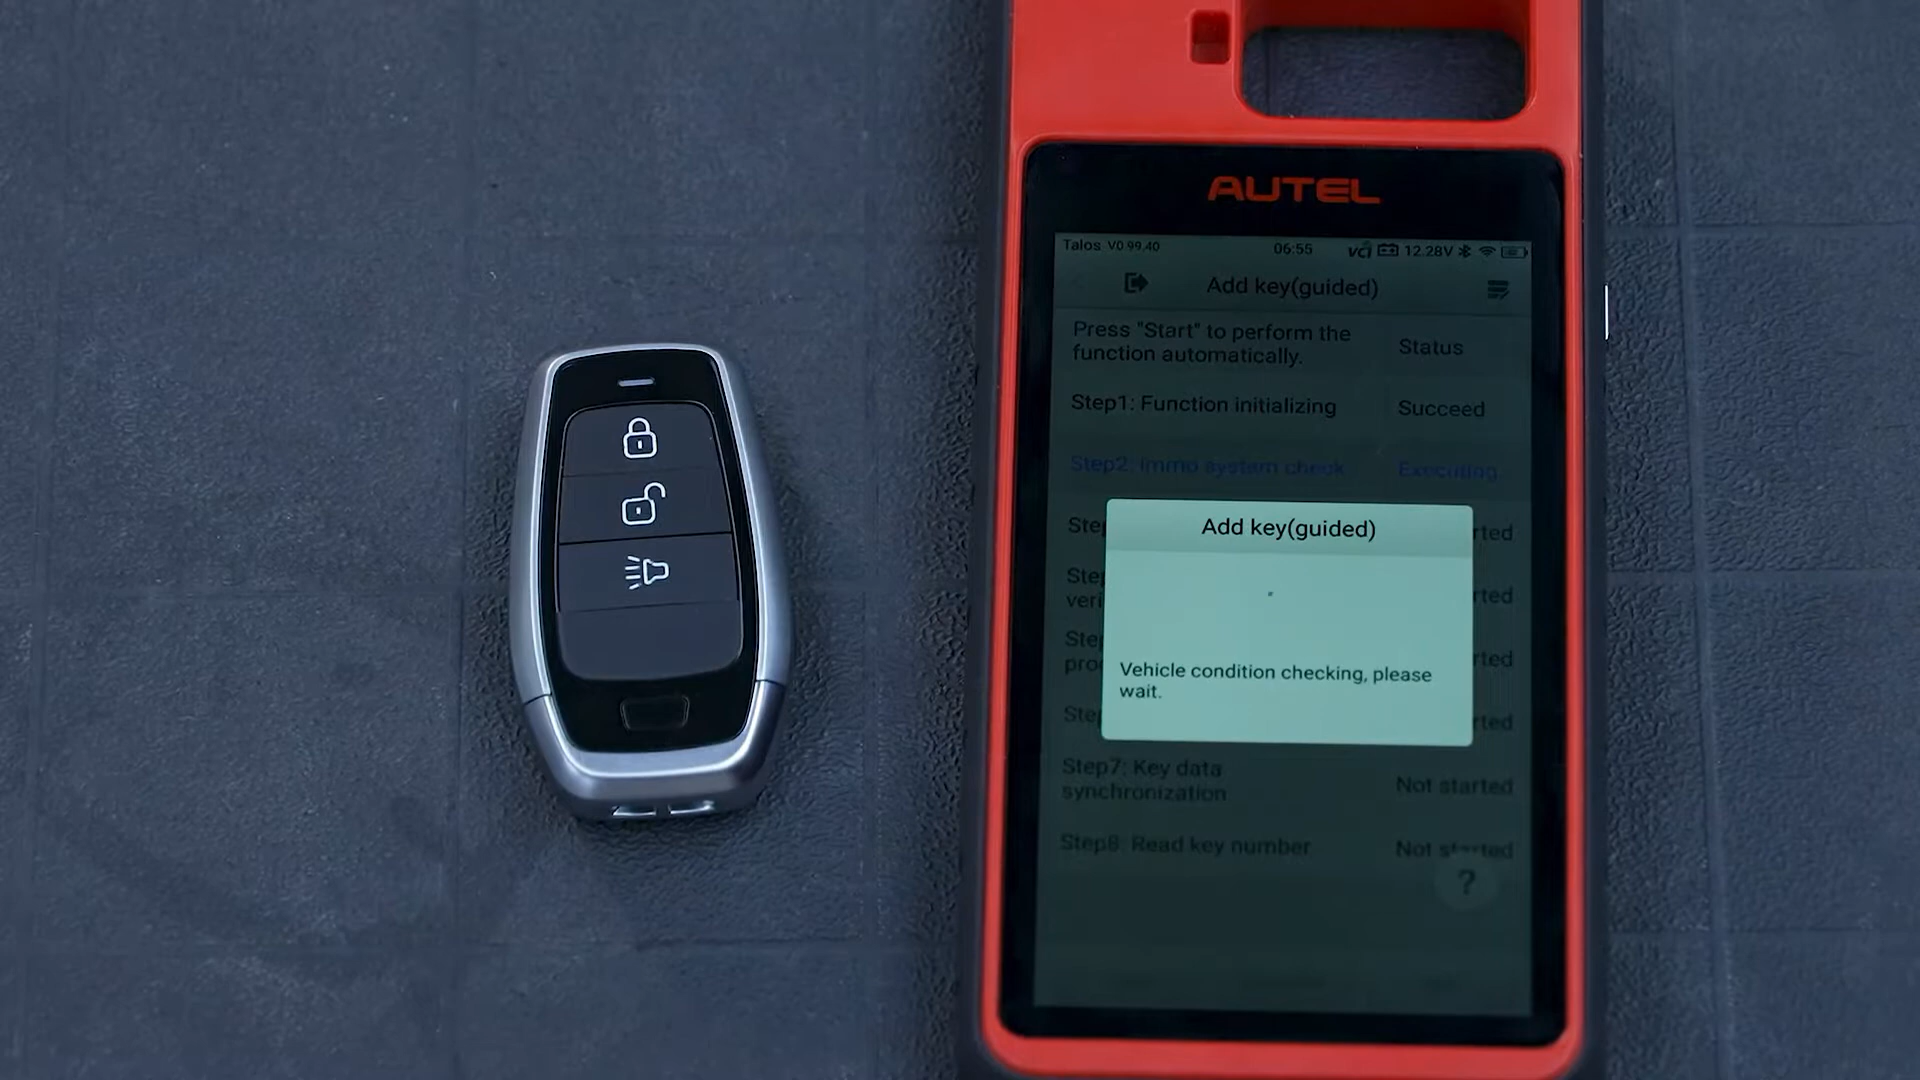 AUTEL
Talos V0.99.40 06:55 VCI 12.28V
Add key(guided)
Press "Start" to perform the
function automatically.
Status
Step1: Function initializing Succeed
Step2: Immo system check Executing
Add key(guided)
Vehicle condition checking, please
wait.
Step7: Key data
synchronization
Not started
Step8: Read key number Not started
?